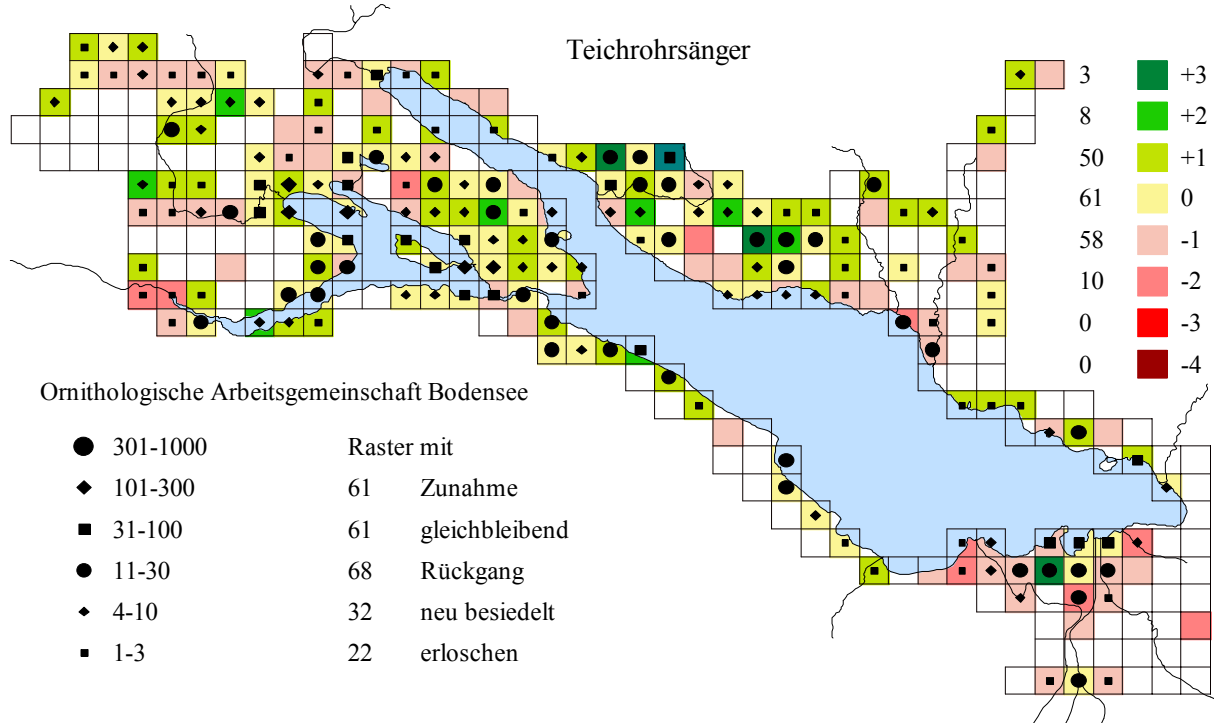 Teichrohrsänger
3 +3
8 +2
50 +1
61 0
58 -1
10 -2
0 -3
0 -4
Ornithologische Arbeitsgemeinschaft Bodensee
301-1000 Raster mit
101-300 61 Zunahme
31-100 61 gleichbleibend
11-30 68 Rückgang
4-10 32 neu besiedelt
1-3 22 erloschen